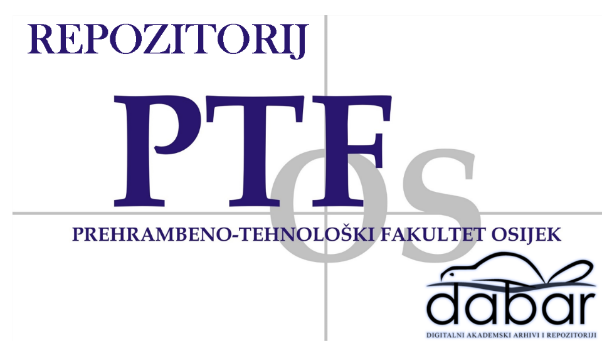 REPOZITORIJ
PTF
os
PREHRAMBENO-TEHNOLOŠKI FAKULTET OSIJEK
dabar
DIGITALNI AKADEMSKI ARHIVI I REPOZITORIJI